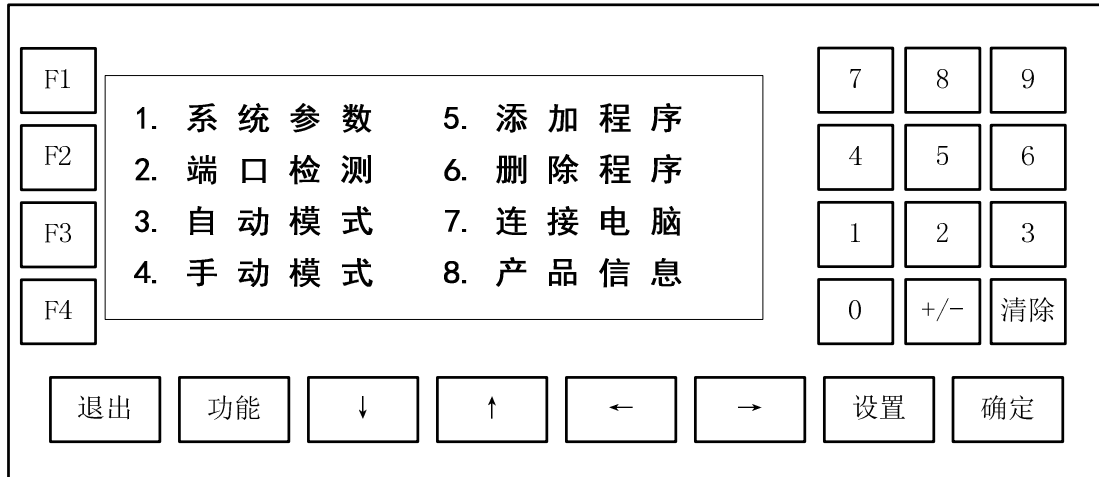 F1
7 8 9
1. 系统参数 5. 添加程序
F2
4 5 6
2. 端口检测 6. 删除程序
F3
1 2 3
3. 自动模式 7. 连接电脑
4. 手动模式 8. 产品信息
F4
0 +/- 清除
退出 功能 ↓ ↑ ← → 设置 确定